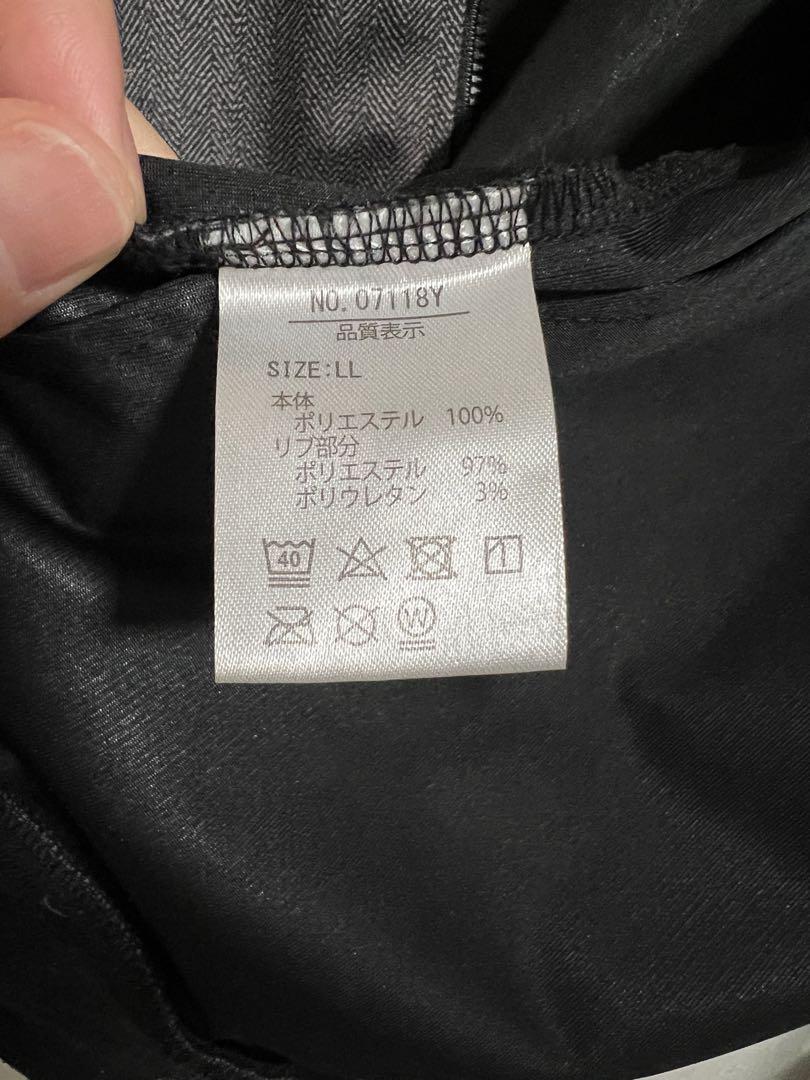 NO. 07118Y
品質表示
SIZE:LL
本体
ポリエステル 100%
リブ部分
ポリエステル 97%
ポリウレタン 3%
40
1
W